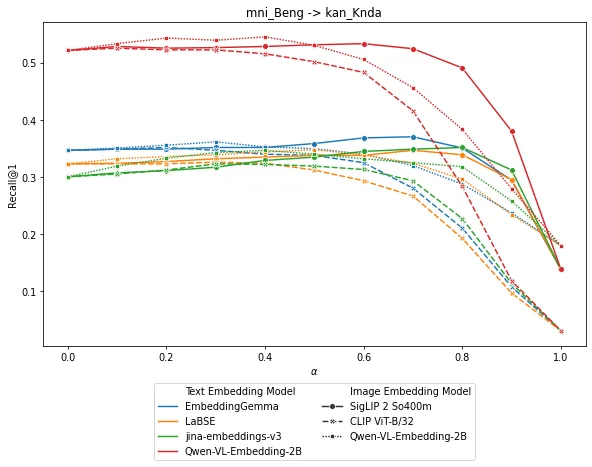 mni_Beng -> kan_Knda
Recall@1
0.5
0.4
0.3
0.2
0.1
0.0 0.2 0.4 0.6 0.8 1.0
α
Text Embedding Model
EmbeddingGemma
LaBSE
jina-embeddings-v3
Qwen-VL-Embedding-2B
Image Embedding Model
SigLIP 2 So400m
CLIP ViT-B/32
Qwen-VL-Embedding-2B